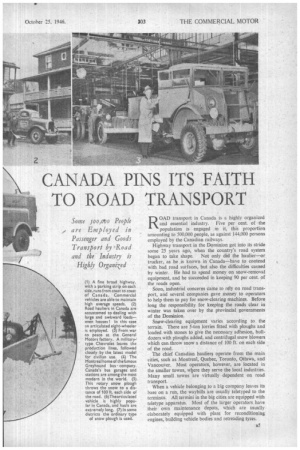 October 25, 1946.
303
THE COMMERCIAL MOTOR
2
3
CANADA PINS ITS FAITH
TO ROAD TRANSPORT
Some 300,000 People
are Employed in
Passenger and Goods
Transport by Road
and the Industry is
Highly Organized
(1) A fine broad highway,
with a parking strip on each
side, runs from coast to coast
of Canada. Commercial
vehicles are able to maintain
high average speeds. (2)
Road hauliers in Canada are
accustomed to dealing with
large and awkward loads—
even houses! In this case
an articulated eight-wheeler
is employed. (3) From war
to peace at the General
Motors factory. A military-
type Chevrolet leaves the
production lines, followed
closely by the latest model
for civilian use. (4) The
Montreal home of the famous
Greyhound bus company.
Canada's bus garages and
stations are among the most
modern in the world. (5)
This rotary snow plough
throws the snow to a dis-
tance of 100 ft. each side of
the road. (6) The articulated
vehicle is highly popu-
lar in Canada, and loads are
extremely long. (7) In some
districts the ordinary type
of snow plough is used.
ROAD transport in Canada is a highly organized
and essential industry. Five per cent. of the
population is engaged in it, this proportion
amounting to 300,000 people, as against 144,000 persons
employed by the Canadian railways.
Highway transport in the Dominion got into its stride
some 25 years ago, when the country's road system
began to take shape. Not only did the haulier—or
trucker, as he is known in Canada—have to contend
with bad road surfaces, but also the difficulties caused
by winter. He had to spend money on snow-removal
equipment, and he succeeded in keeping 90 per cent. of
the roads open.
Soon, industrial concerns came to rely on road trans-
port, and several companies gave money to operators
to help them to pay for snow-clearing machines. Before
long the responsibility for keeping the roads clear in
winter was taken over by the provincial governments
of the Dominion.
Snow-clearing equipment varies according to the
terrain. There are 5-ton lorries fitted with ploughs and
loaded with stones to give the necessary adhesion, bull-
dozers with ploughs added, and centrifugal snow blowers
which can throw snow a distance of 100 ft. on each side
of the road.
The chief Canadian hauliers operate from the main
cities, such as Montreal, Quebec, Toronto, Ottawa, and
Vancouver. Most operators, however, are located in
the smaller towns, where they serve the local industries.
Many small towns are virtually dependent on road
transport.
When a vehicle belonging to a big company leaves its
base on a run, the movements are usually teletyped to the
terminus. All termini in the big cities are equipped with
teletype apparatus. Most of the larger operators have
their own maintenance depots, which are usually
elaborately equipped with plant for reconditioning
engines, building vehicle bodies and retreading tyres.